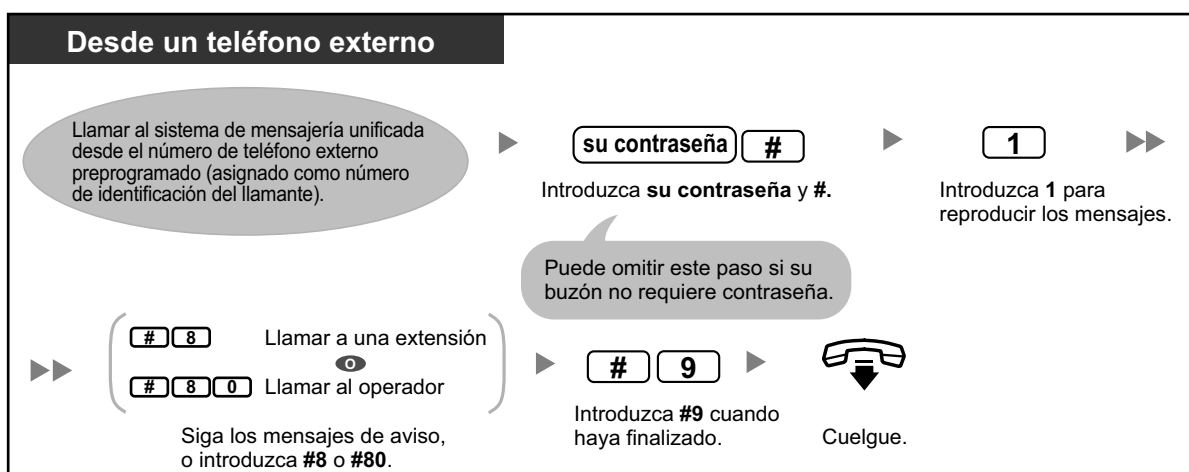 Desde un teléfono externo
Llamar al sistema de mensajería unificada
desde el número de teléfono externo
preprogramado (asignado como número
de identificación del llamante).
su contraseña #
Introduzca su contraseña y #.
Puede omitir este paso si su
buzón no requiere contraseña.
1
Introduzca 1 para
reproducir los mensajes.
# 8 Llamar a una extensión
o
# 8 0 Llamar al operador
Siga los mensajes de aviso,
o introduzca #8 o #80.
# 9
Introduzca #9 cuando
haya finalizado.
Cuelgue.